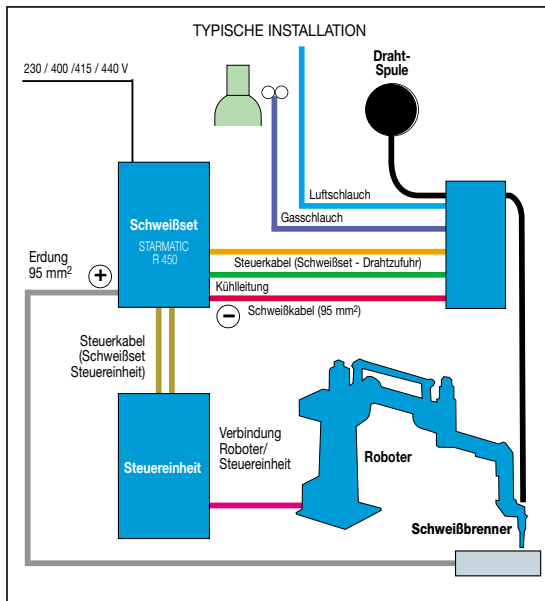 TYPISCHE INSTALLATION
230 / 400 /415 / 440 V
Draht-
Spule
Luftschlauch
Gasschlauch
Schweißset
STARMATIC
R 450
Erdung
95 mm²
+
Steuerkabel (Schweißset - Drahtzufuhr)
Kühlleitung
−
Schweißkabel (95 mm²)
Steuerkabel
(Schweißset
Steuereinheit)
Steuereinheit
Verbindung
Roboter/
Steuereinheit
Roboter
Schweißbrenner